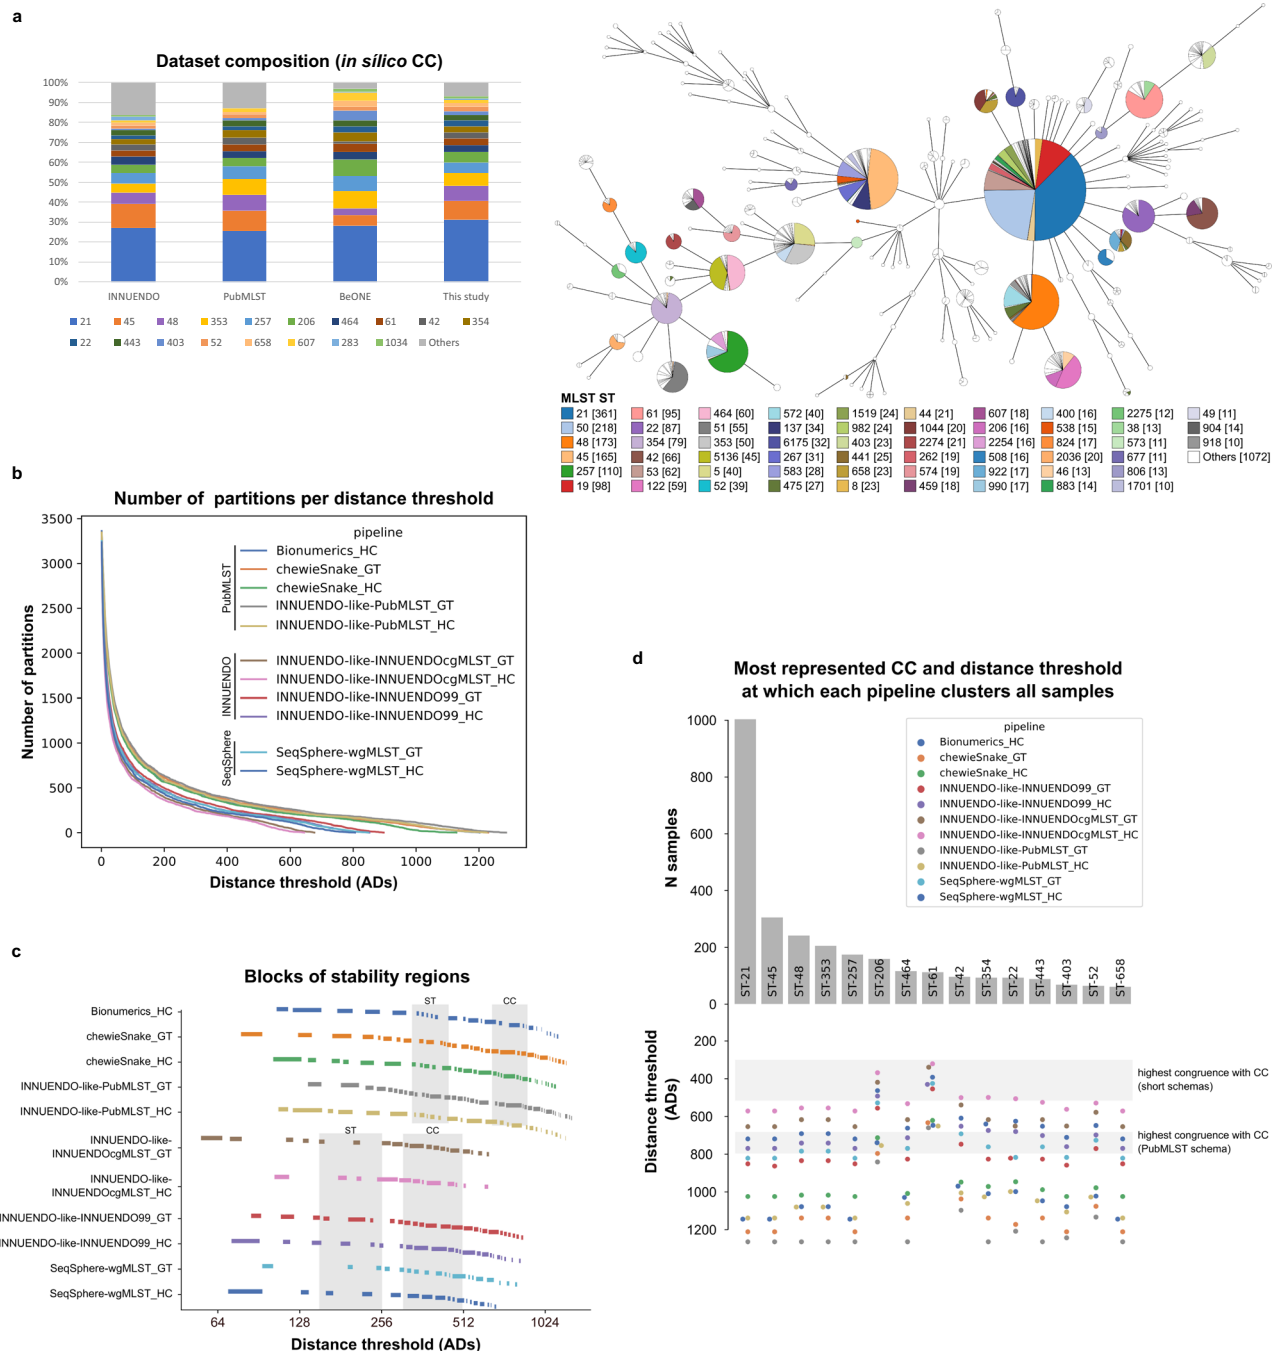 a
Dataset composition (in sílico CC)
100%
90%
80%
70%
60%
50%
40%
30%
20%
10%
0%
INNUENDO PubMLST BeONE This study
21 45 48 353 257 206 464 61 42 354
22 443 403 52 658 607 283 1034 Others
MLST ST
21 [361] 61 [95] 464 [60] 572 [40] 1519 [24] 44 [21] 607 [18] 400 [16] 2275 [12] 49 [11]
50 [218] 22 [87] 51 [55] 137 [34] 982 [24] 1044 [20] 206 [16] 538 [15] 38 [13] 904 [14]
48 [173] 354 [79] 353 [50] 6175 [32] 403 [23] 2274 [21] 2254 [16] 824 [17] 573 [11] 918 [10]
45 [165] 42 [66] 5136 [45] 267 [31] 441 [25] 262 [19] 508 [16] 2036 [20] 677 [11] Others [1072]
257 [110] 53 [62] 5 [40] 583 [28] 658 [23] 574 [19] 922 [17] 46 [13] 806 [13]
19 [98] 122 [59] 52 [39] 475 [27] 8 [23] 459 [18] 990 [17] 883 [14] 1701 [10]
b
Number of partitions per distance threshold
3500
3000
2500
2000
1500
1000
500
0
Number of partitions
pipeline
PubMLST
Bionumerics_HC
chewieSnake_GT
chewieSnake_HC
INNUENDO-like-PubMLST_GT
INNUENDO-like-PubMLST_HC
INNUENDO
INNUENDO-like-INNUENDOcgMLST_GT
INNUENDO-like-INNUENDOcgMLST_HC
INNUENDO-like-INNUENDO99_GT
INNUENDO-like-INNUENDO99_HC
SeqSphere
SeqSphere-wgMLST_GT
SeqSphere-wgMLST_HC
0 200 400 600 800 1000 1200
Distance threshold (ADs)
c
Blocks of stability regions
ST CC
Bionumerics_HC
chewieSnake_GT
chewieSnake_HC
INNUENDO-like-PubMLST_GT
INNUENDO-like-PubMLST_HC
ST CC
INNUENDO-like-
INNUENDOcgMLST_GT
INNUENDO-like-
INNUENDOcgMLST_HC
INNUENDO-like-INNUENDO99_GT
INNUENDO-like-INNUENDO99_HC
SeqSphere-wgMLST_GT
SeqSphere-wgMLST_HC
64 128 256 512 1024
Distance threshold (ADs)
d
Most represented CC and distance threshold
at which each pipeline clusters all samples
1000
800
600
400
200
0
N samples
pipeline
Bionumerics_HC
chewieSnake_GT
chewieSnake_HC
INNUENDO-like-INNUENDO99_GT
INNUENDO-like-INNUENDO99_HC
INNUENDO-like-INNUENDOcgMLST_GT
INNUENDO-like-INNUENDOcgMLST_HC
INNUENDO-like-PubMLST_GT
INNUENDO-like-PubMLST_HC
SeqSphere-wgMLST_GT
SeqSphere-wgMLST_HC
ST-21 ST-45 ST-48 ST-353 ST-257 ST-206 ST-464 ST-61 ST-42 ST-354 ST-22 ST-443 ST-403 ST-52 ST-658
200
400
600
800
1000
1200
Distance threshold
(ADs)
highest congruence with CC
(short schemas)
highest congruence with CC
(PubMLST schema)